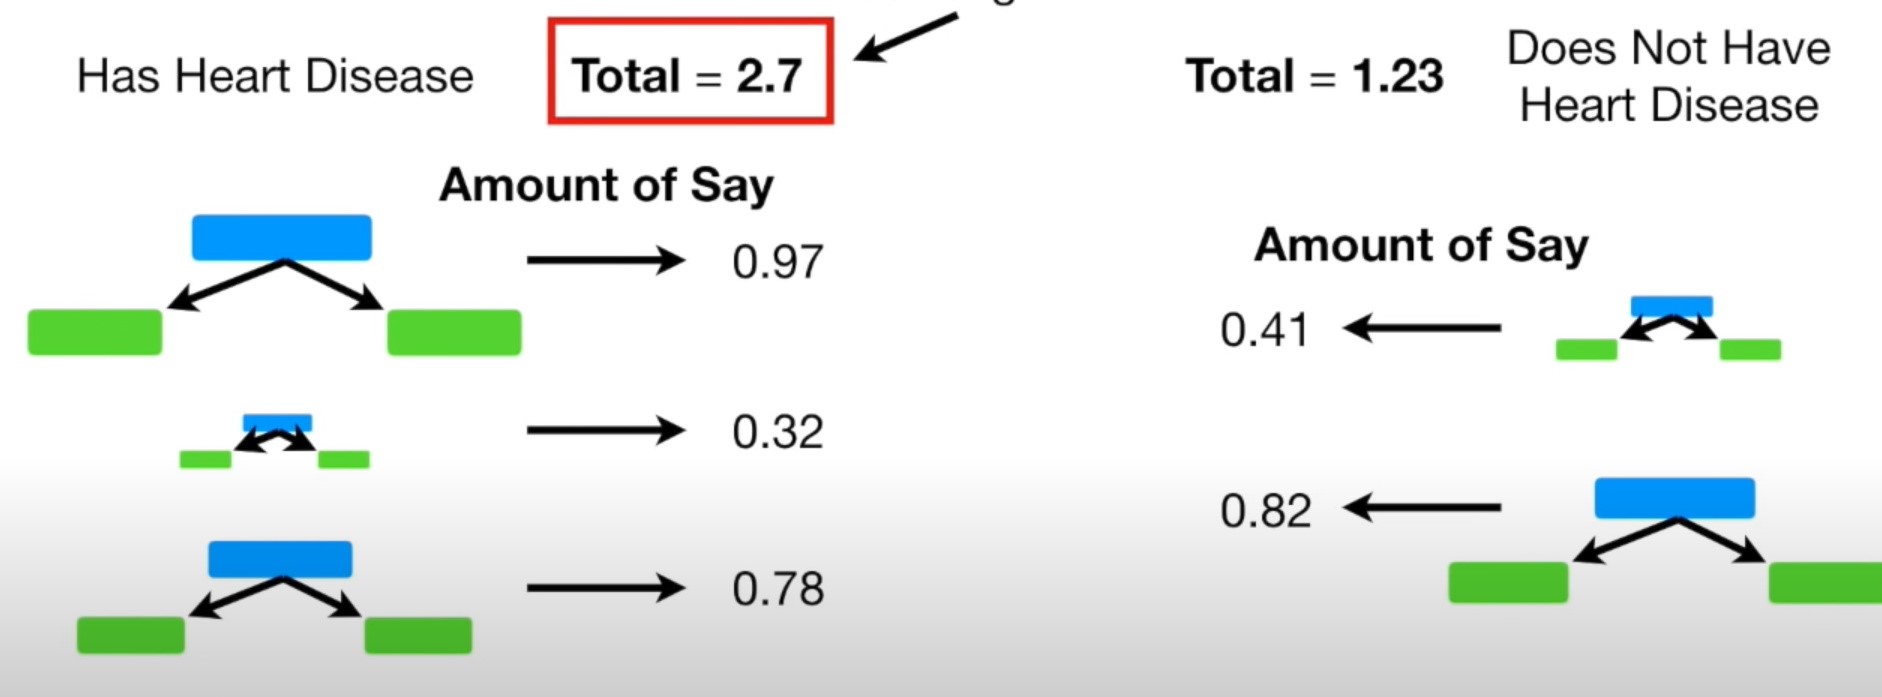 Has Heart Disease
Total = 2.7
Amount of Say
0.97
0.32
0.78
Total = 1.23
Does Not Have
Heart Disease
Amount of Say
0.41
0.82